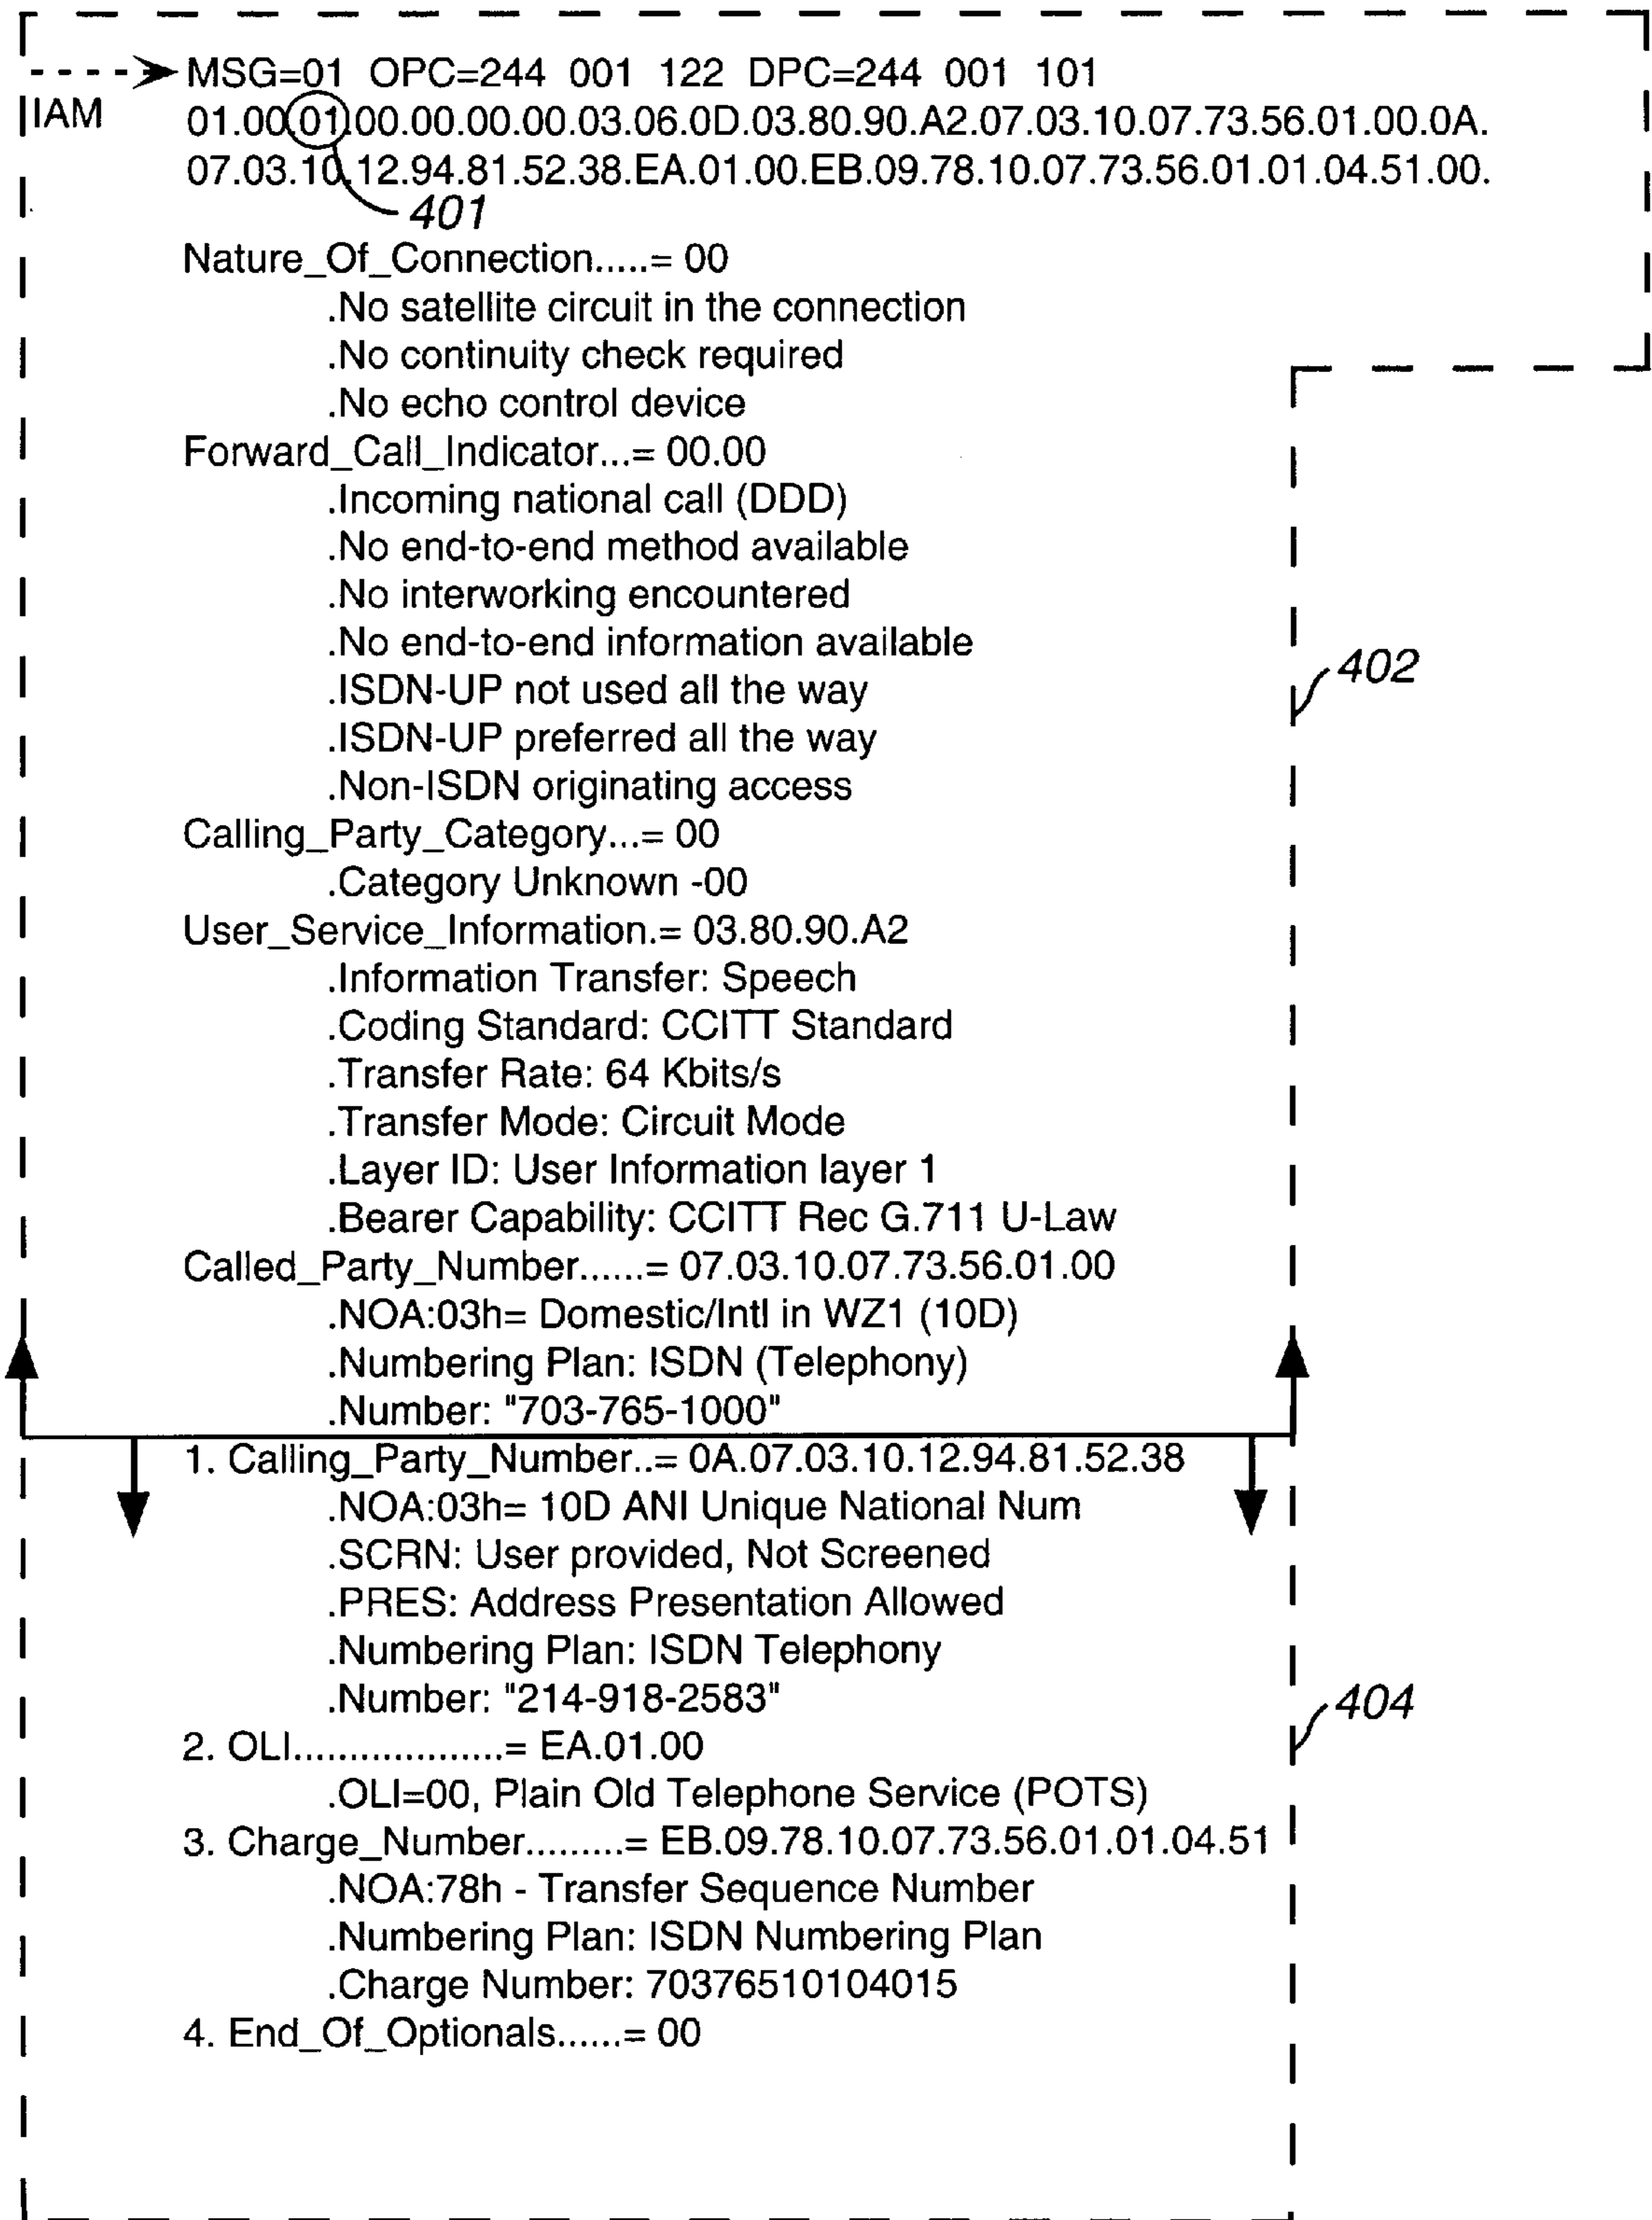 MSG=01 OPC=244 001 122 DPC=244 001 101
IAM 01.00.01.00.00.00.00.03.06.0D.03.80.90.A2.07.03.10.07.73.56.01.00.0A.
07.03.10.12.94.81.52.38.EA.01.00.EB.09.78.10.07.73.56.01.01.04.51.00.
401
Nature_Of_Connection.....= 00
.No satellite circuit in the connection
.No continuity check required
.No echo control device
Forward_Call_Indicator...= 00.00
.Incoming national call (DDD)
.No end-to-end method available
.No interworking encountered
.No end-to-end information available
402
.ISDN-UP not used all the way
.ISDN-UP preferred all the way
.Non-ISDN originating access
Calling_Party_Category...= 00
.Category Unknown -00
User_Service_Information.= 03.80.90.A2
.Information Transfer: Speech
.Coding Standard: CCITT Standard
.Transfer Rate: 64 Kbits/s
.Transfer Mode: Circuit Mode
.Layer ID: User Information layer 1
.Bearer Capability: CCITT Rec G.711 U-Law
Called_Party_Number......= 07.03.10.07.73.56.01.00
.NOA:03h= Domestic/Intl in WZ1 (10D)
.Numbering Plan: ISDN (Telephony)
.Number: "703-765-1000"
1. Calling_Party_Number..= 0A.07.03.10.12.94.81.52.38
.NOA:03h= 10D ANI Unique National Num
.SCRN: User provided, Not Screened
.PRES: Address Presentation Allowed
.Numbering Plan: ISDN Telephony
.Number: "214-918-2583"
404
2. OLI...................= EA.01.00
.OLI=00, Plain Old Telephone Service (POTS)
3. Charge_Number.........= EB.09.78.10.07.73.56.01.01.04.51
.NOA:78h - Transfer Sequence Number
.Numbering Plan: ISDN Numbering Plan
.Charge Number: 70376510104015
4. End_Of_Optionals......= 00